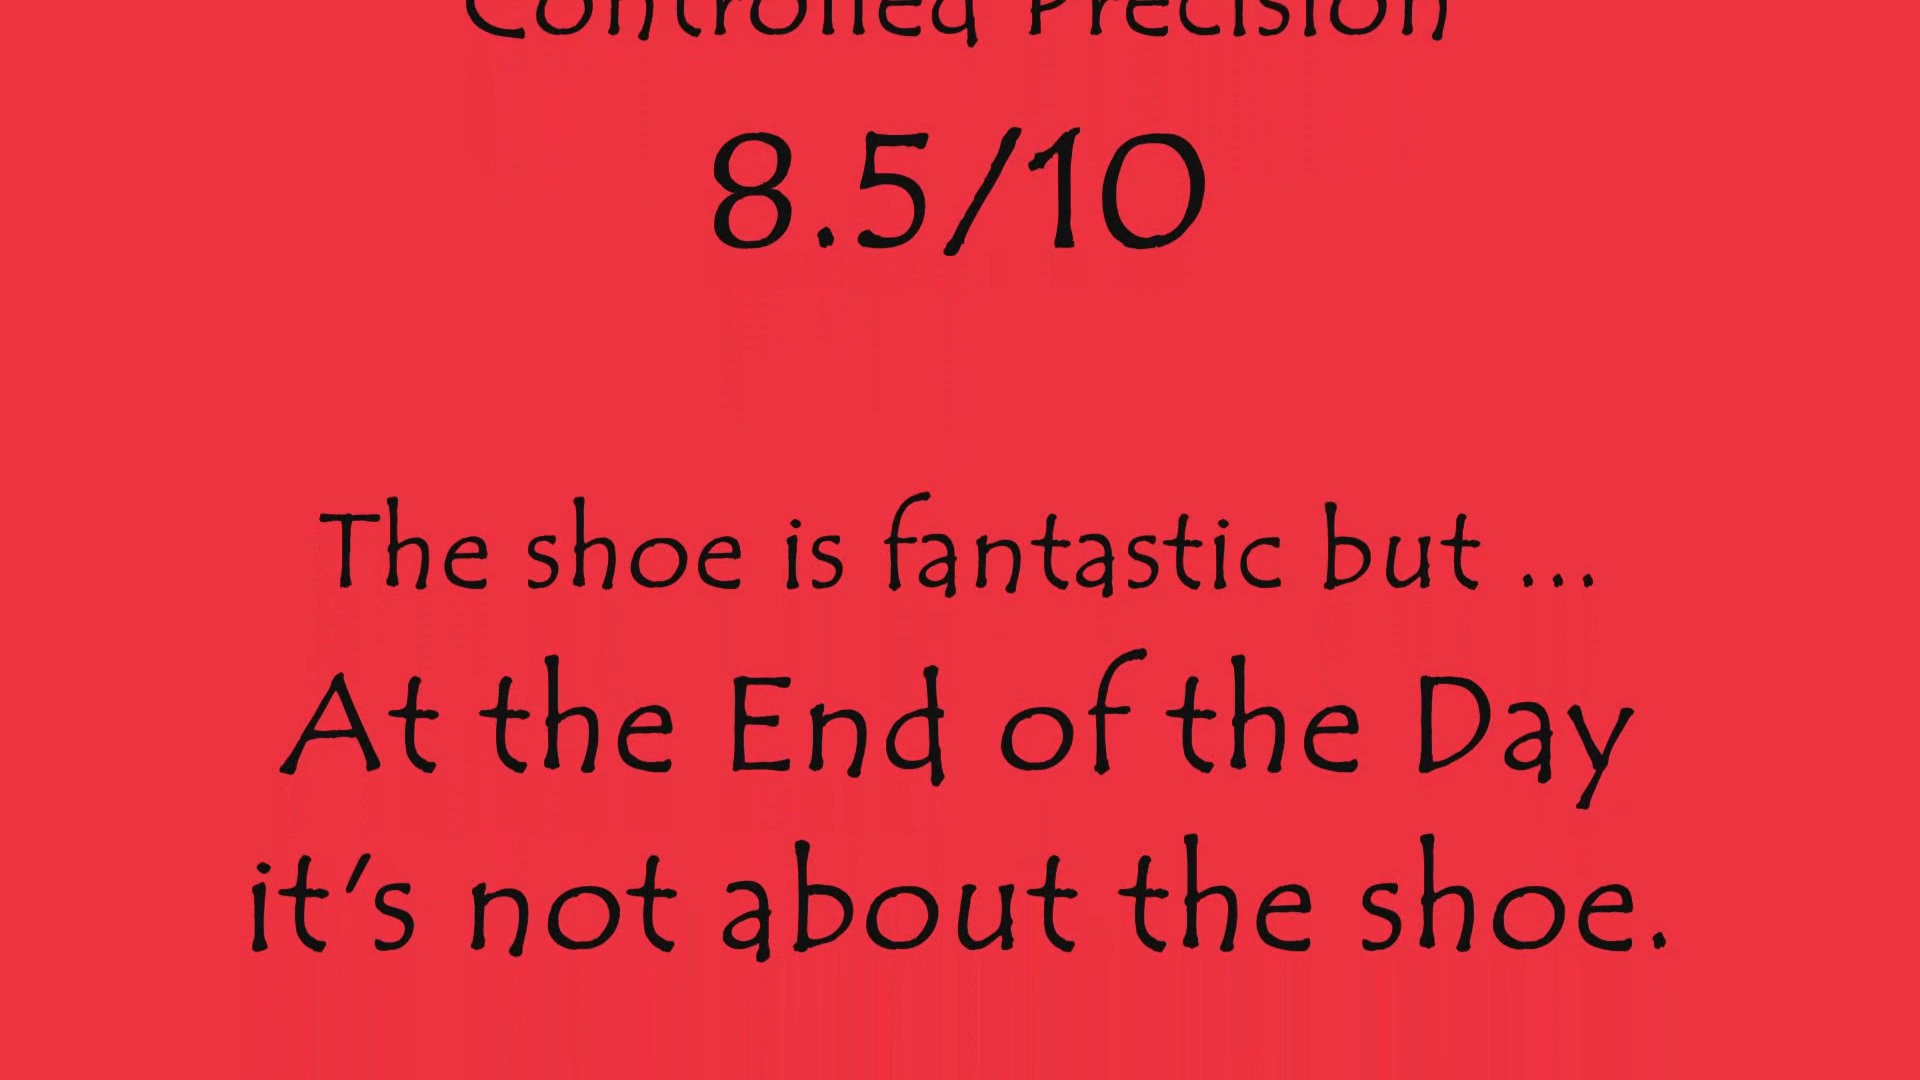 Controlled Precision
8.5/10
The shoe is fantastic but ...
At the End of the Day
it's not about the shoe.